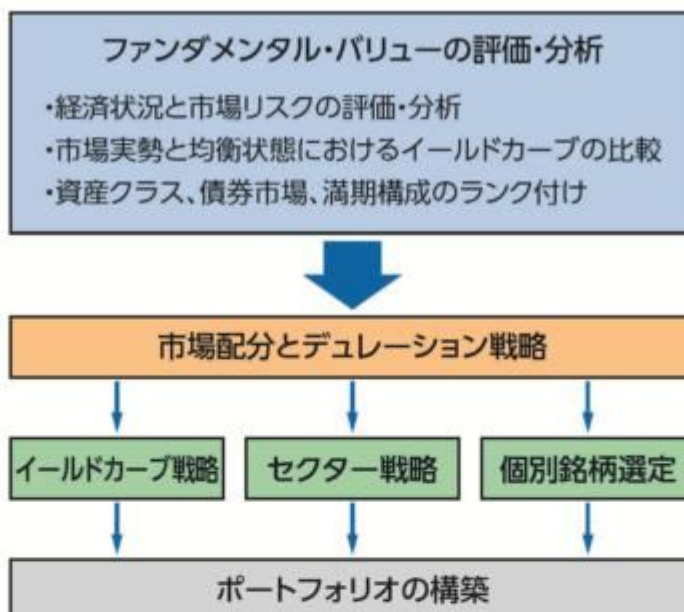 ファンダメンタル・バリューの評価・分析
・経済状況と市場リスクの評価・分析
・市場実勢と均衡状態におけるイールドカーブの比較
・資産クラス、債券市場、満期構成のランク付け
市場配分とデュレーション戦略
イールドカーブ戦略
セクター戦略
個別銘柄選定
ポートフォリオの構築